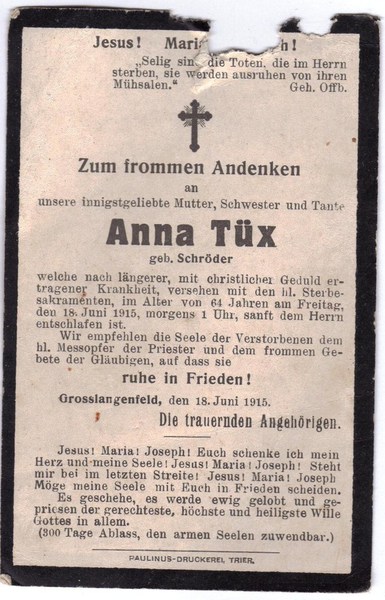 Jesus! Maria h!
„Selig sin die Toten, die im Herrn
sterben, sie werden ausruhen von ihren
Mühsalen.“ Geh. Offb.
Zum frommen Andenken
an
unsere innigstgeliebte Mutter, Schwester und Tante
Anna Tüx
geb. Schröder
welche nach längerer, mit christlicher Geduld er-
tragener Krankheit, versehen mit den hl. Sterbe-
sakramenten, im Alter von 64 Jahren am Freitag,
den 18. Juni 1915, morgens 1 Uhr, sanft dem Herrn
entschlafen ist.
Wir empfehlen die Seele der Verstorbenen dem
hl. Messopfer der Priester und dem frommen Ge-
bete der Gläubigen, auf dass sie
ruhe in Frieden!
Grosslangenfeld, den 18. Juni 1915.
Die trauernden Angehörigen.
Jesus! Maria! Joseph! Euch schenke ich mein
Herz und meine Seele! Jesus! Maria! Joseph! Steht
mir bei im letzten Streite! Jesus! Maria! Joseph
Möge meine Seele mit Euch in Frieden scheiden.
Es geschehe, es werde ewig gelobt und ge-
priesen der gerechteste, höchste und heiligste Wille
Gottes in allem.
(300 Tage Ablass, den armen Seelen zuwendbar.)
PAULINUS-DRUCKEREI, TRIER.